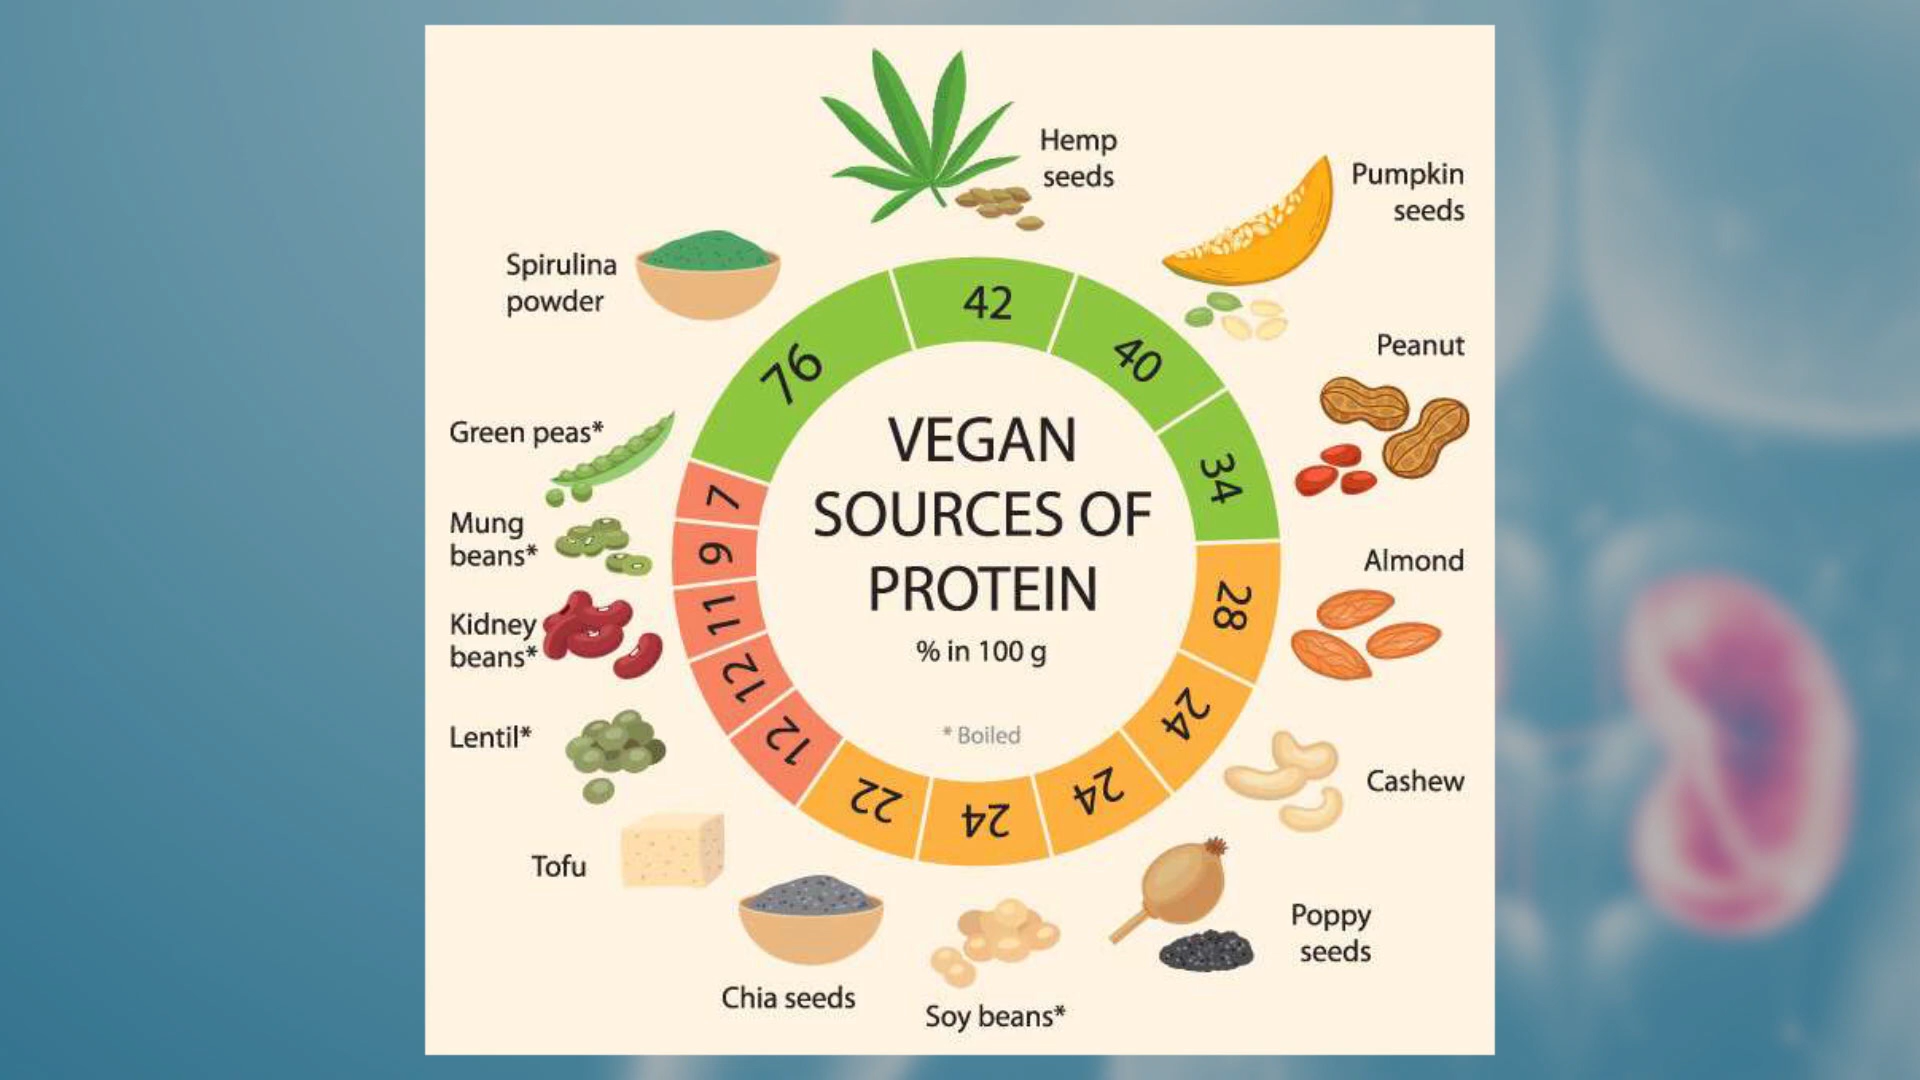 Hemp
seeds
Pumpkin
seeds
Spirulina
powder
42
76
40
Peanut
Green peas*
34
VEGAN
SOURCES OF
PROTEIN
% in 100 g
* Boiled
7
Mung
beans*
9
Almond
28
Kidney
beans*
11
12
24
Lentil*
12
Cashew
22
24
24
Tofu
Poppy
seeds
Chia seeds
Soy beans*